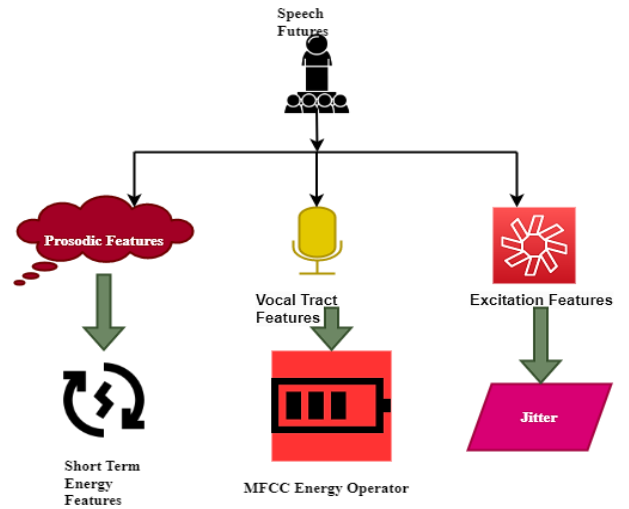 Speech
Futures
Prosodic Features
Vocal Tract
Features
Excitation Features
Jitter
Short Term
Energy
Features
MFCC Energy Operator